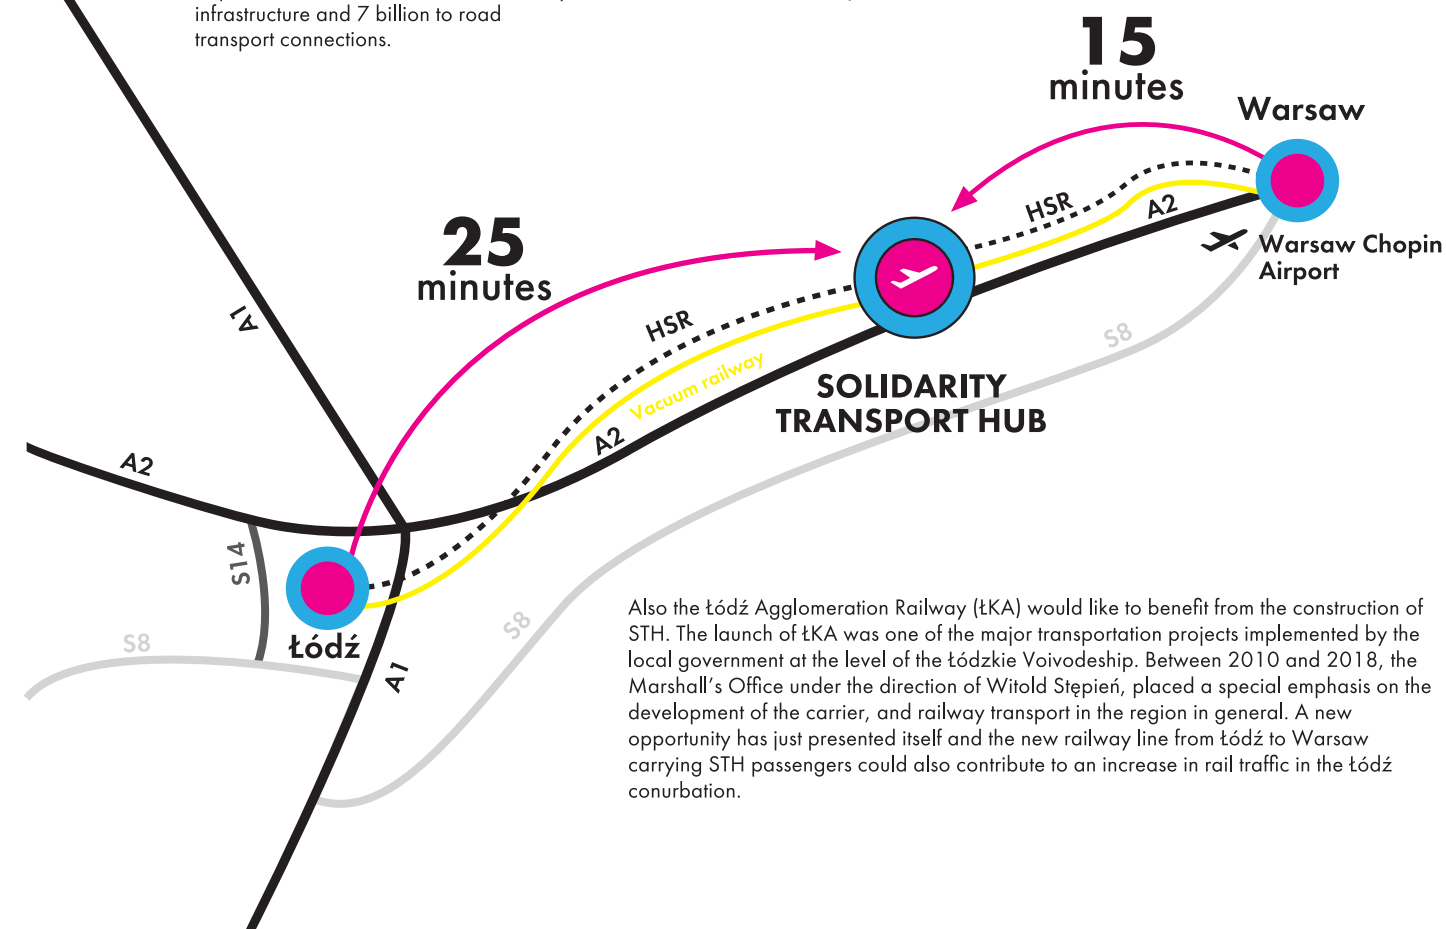 infrastructure and 7 billion to road
transport connections.
15
minutes
Warsaw
HSR
A2
Warsaw Chopin
Airport
25
minutes
A1
HSR
Vacuum railway
A2
S8
SOLIDARITY
TRANSPORT HUB
A2
S14
S8
Łódź
A1
S8
Also the Łódź Agglomeration Railway (ŁKA) would like to benefit from the construction of
STH. The launch of ŁKA was one of the major transportation projects implemented by the
local government at the level of the Łódzkie Voivodeship. Between 2010 and 2018, the
Marshall's Office under the direction of Witold Stępień, placed a special emphasis on the
development of the carrier, and railway transport in the region in general. A new
opportunity has just presented itself and the new railway line from Łódź to Warsaw
carrying STH passengers could also contribute to an increase in rail traffic in the Łódź
conurbation.